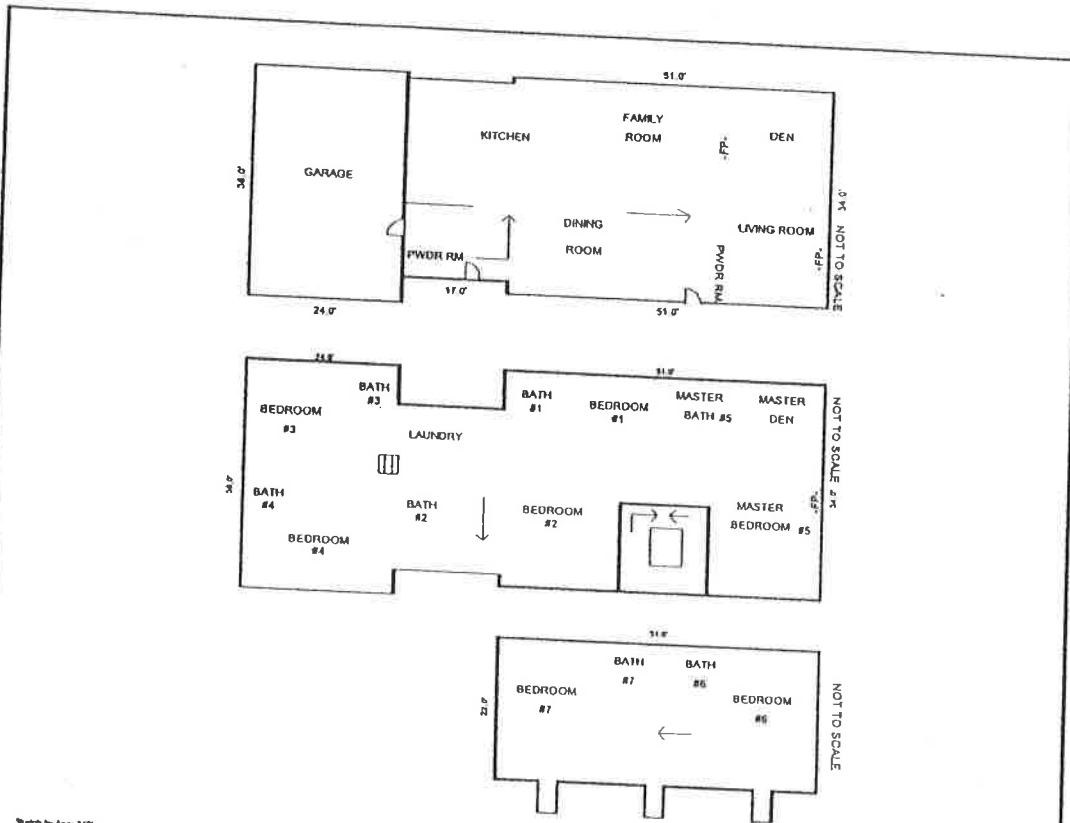 51.0'
FAMILY
ROOM
KITCHEN
DEN
-FP-
GARAGE
34.0'
NOT TO SCALE
DINING
ROOM
LIVING ROOM
PWDR RM
PWDR RM
-FP-
17.0'
24.0'
51.0'
BATH
#3
BEDROOM
#3
BATH
#1
BEDROOM
#1
MASTER
BATH #5
MASTER
DEN
NOT TO SCALE
LAUNDRY
BATH
#4
BATH
#2
BEDROOM
#2
MASTER
BEDROOM #5
-FP-
BEDROOM
#4
BATH
#7
BATH
#6
BEDROOM
#7
BEDROOM
#6
22.0'
NOT TO SCALE